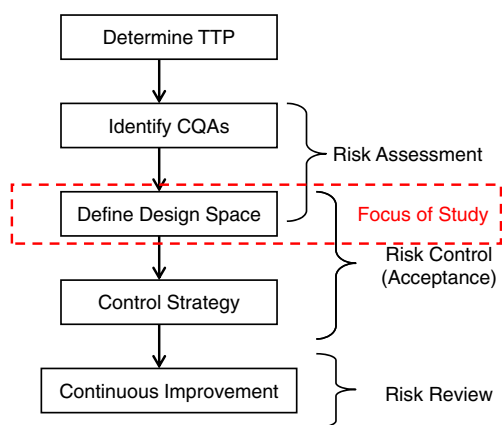 Determine TTP
Identify CQAs
Risk Assessment
Define Design Space
Focus of Study
Risk Control
(Acceptance)
Control Strategy
Continuous Improvement
Risk Review